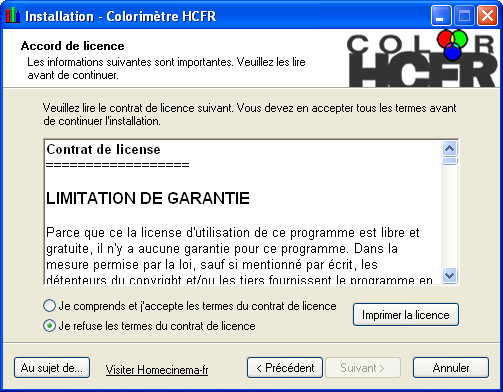 Installation - Colorimètre HCFR
Accord de licence
Les informations suivantes sont importantes. Veuillez les lire
avant de continuer.
COLOR
HCFR
Veuillez lire le contrat de licence suivant. Vous devez en accepter tous les termes avant
de continuer l'installation.
Contrat de license
==================
LIMITATION DE GARANTIE
Parce que ce la license d'utilisation de ce programme est libre et
gratuite, il n'y a aucune garantie pour ce programme. Dans la
mesure permise par la loi, sauf si mentionné par écrit, les
détenteurs du copyright et/ou les tiers fournissent le programme en
Je comprends et j'accepte les termes du contrat de licence
Je refuse les termes du contrat de licence
Imprimer la licence
Au sujet de...
Visiter Homecinema-fr
< Précédent
Suivant >
Annuler